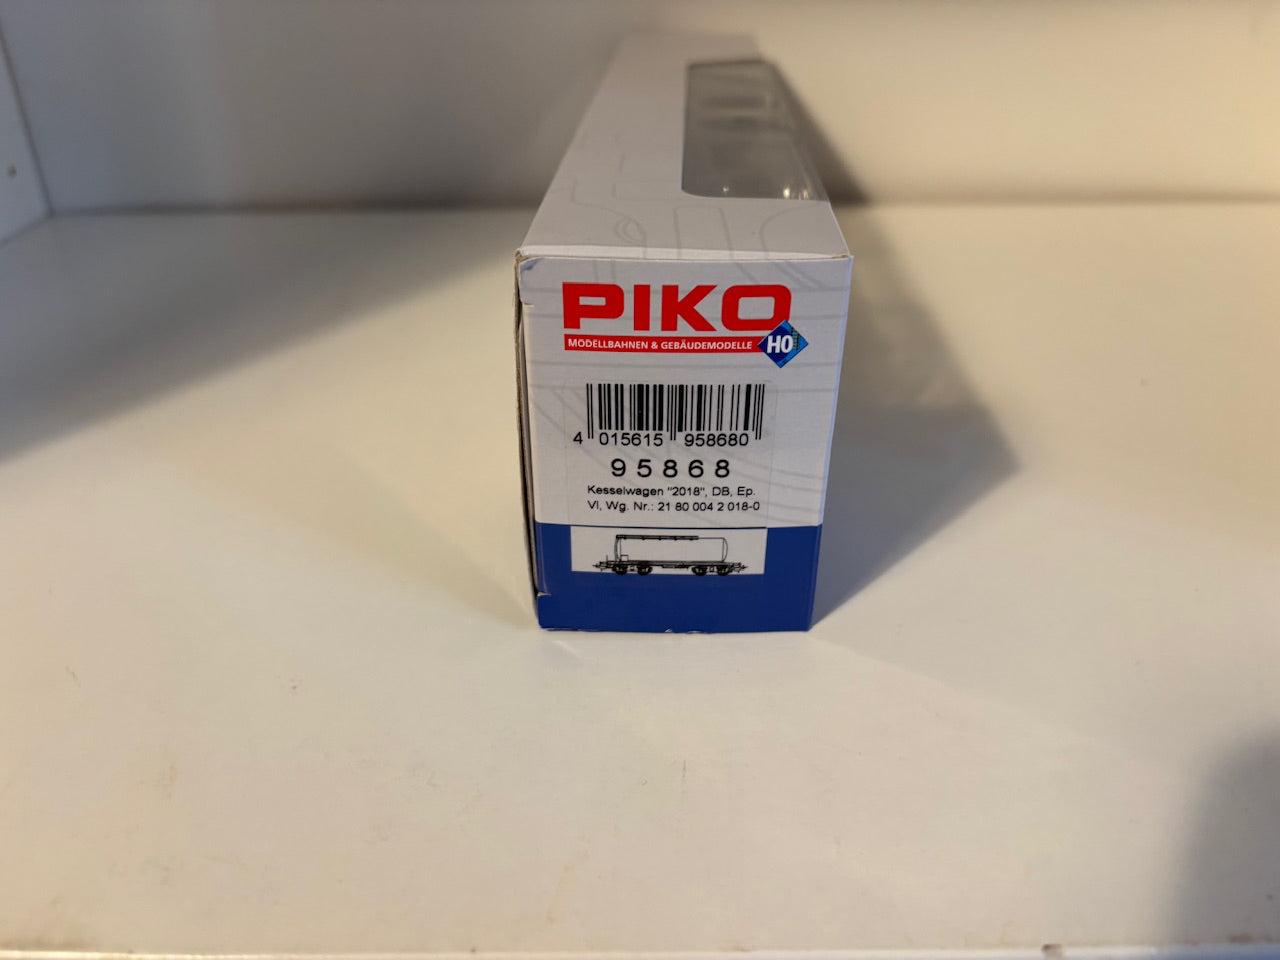 PIKO
MODELLBAHNEN & GEBÄUDEMODELLE
H0
4 015615 958680
95868
Kesselwagen "2018", DB, Ep.
VI, Wg. Nr.: 21 80 004 2 018-0